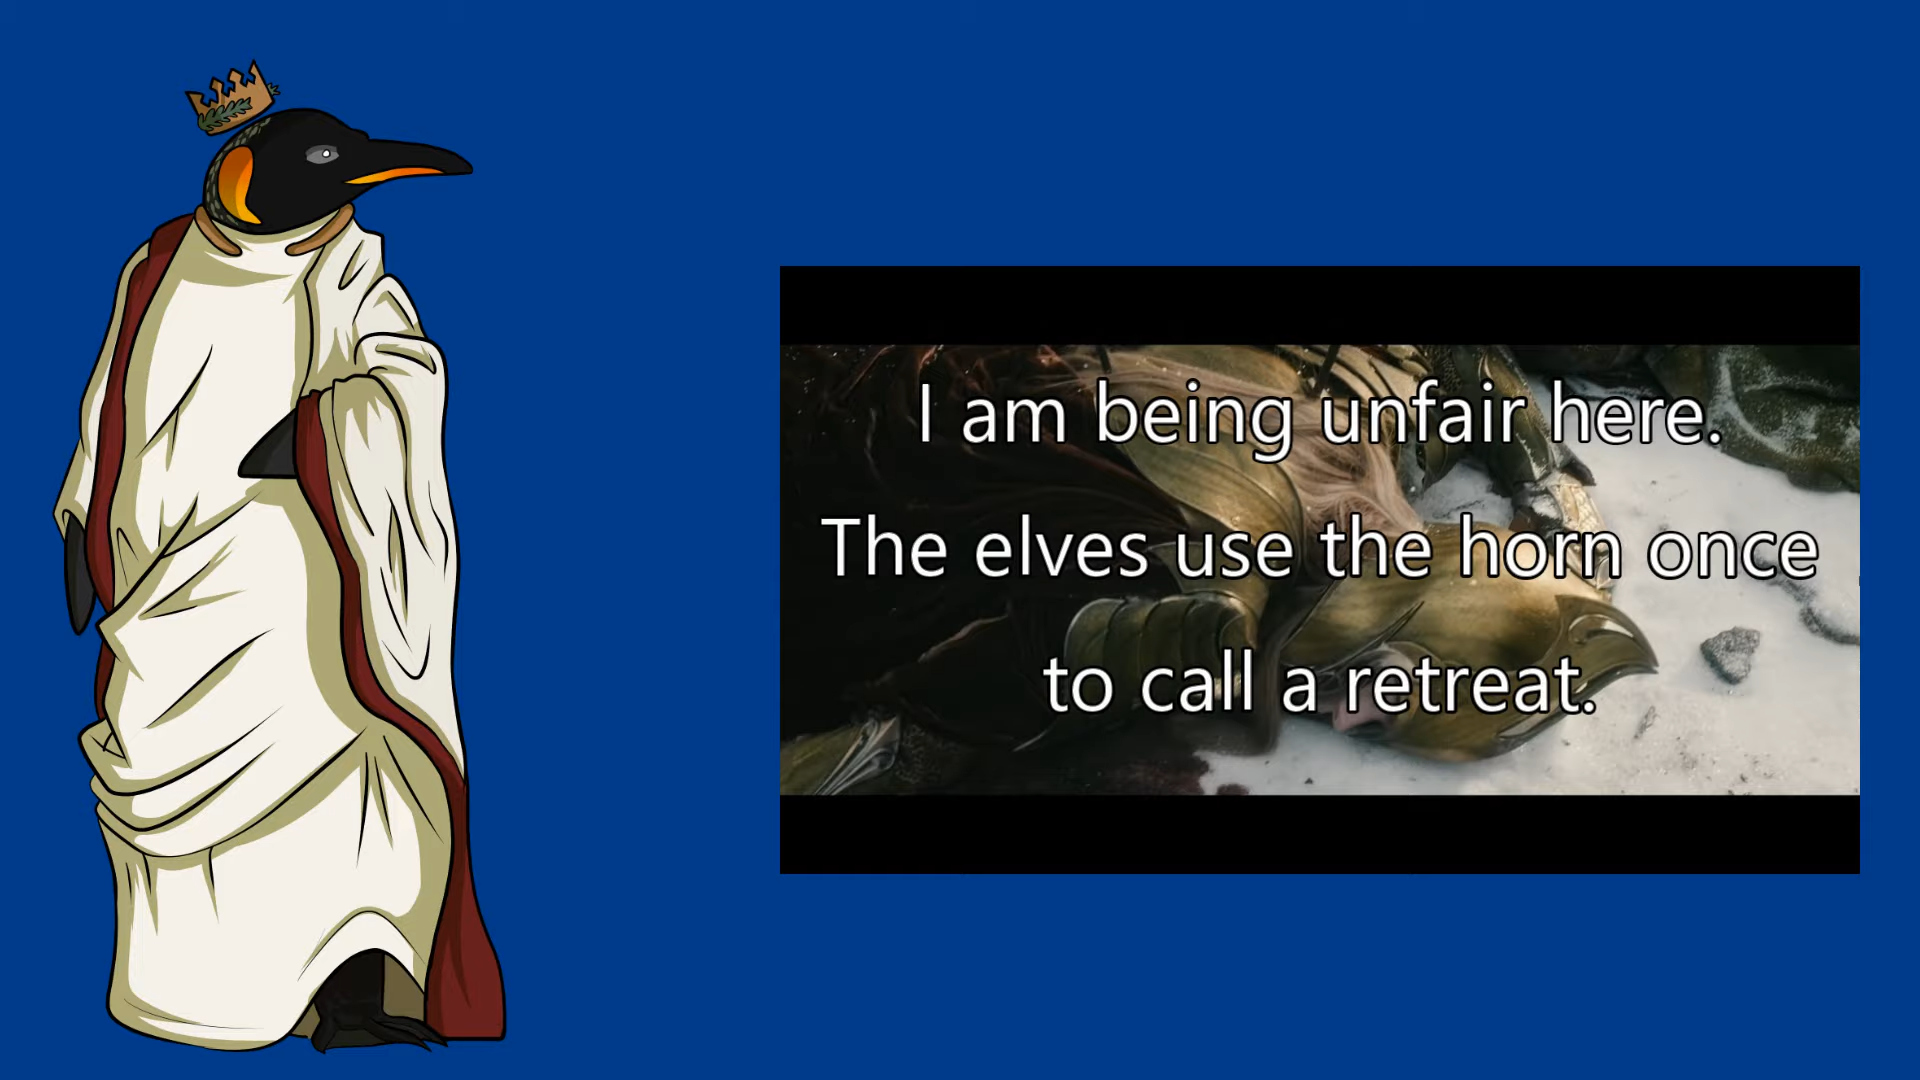 I am being unfair here.
The elves use the horn once
to call a retreat.